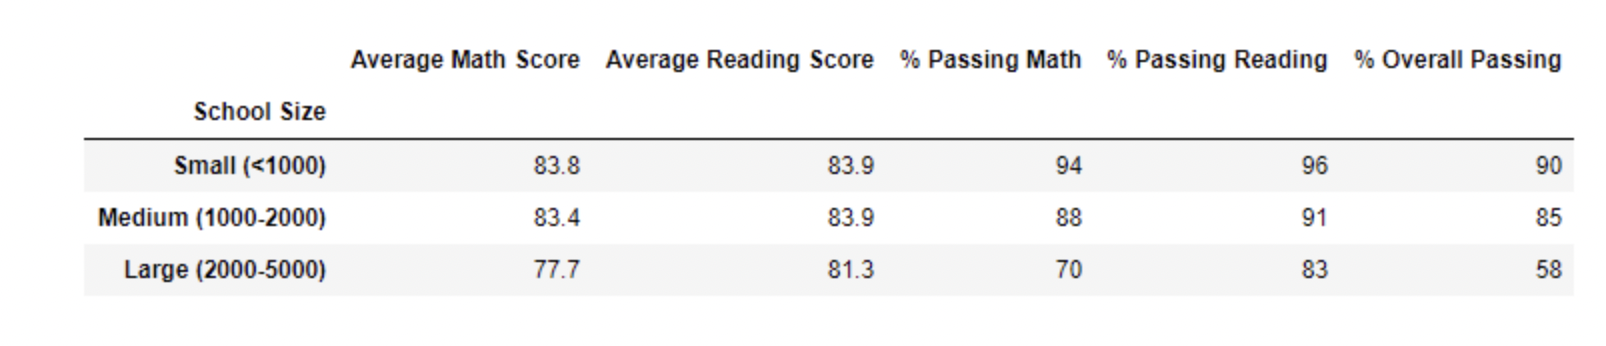 Average Math Score Average Reading Score % Passing Math % Passing Reading % Overall Passing
School Size
Small (<1000) 83.8 83.9 94 96 90
Medium (1000-2000) 83.4 83.9 88 91 85
Large (2000-5000) 77.7 81.3 70 83 58